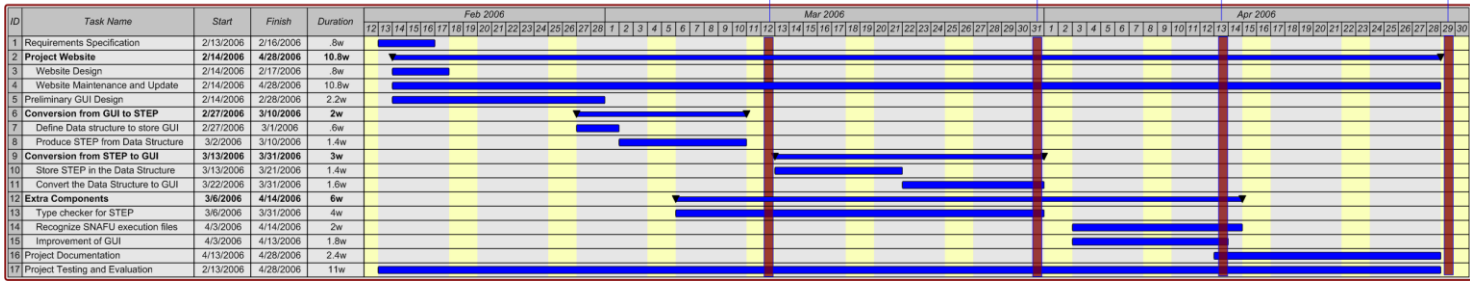 ID Task Name Start Finish Duration Feb 2006 Mar 2006 Apr 2006
12 13 14 15 16 17 18 19 20 21 22 23 24 25 26 27 28 1 2 3 4 5 6 7 8 9 10 11 12 13 14 15 16 17 18 19 20 21 22 23 24 25 26 27 28 29 30 31 1 2 3 4 5 6 7 8 9 10 11 12 13 14 15 16 17 18 19 20 21 22 23 24 25 26 27 28 29 30
1 Requirements Specification 2/13/2006 2/16/2006 .8w
2 Project Website 2/14/2006 4/28/2006 10.8w
3 Website Design 2/14/2006 2/17/2006 .8w
4 Website Maintenance and Update 2/14/2006 4/28/2006 10.8w
5 Preliminary GUI Design 2/14/2006 2/28/2006 2.2w
6 Conversion from GUI to STEP 2/27/2006 3/10/2006 2w
7 Define Data structure to store GUI 2/27/2006 3/1/2006 .6w
8 Produce STEP from Data Structure 3/2/2006 3/10/2006 1.4w
9 Conversion from STEP to GUI 3/13/2006 3/31/2006 3w
10 Store STEP in the Data Structure 3/13/2006 3/21/2006 1.4w
11 Convert the Data Structure to GUI 3/22/2006 3/31/2006 1.6w
12 Extra Components 3/6/2006 4/14/2006 6w
13 Type checker for STEP 3/6/2006 3/31/2006 4w
14 Recognize SNAFU execution files 4/3/2006 4/14/2006 2w
15 Improvement of GUI 4/3/2006 4/13/2006 1.8w
16 Project Documentation 4/13/2006 4/28/2006 2.4w
17 Project Testing and Evaluation 2/13/2006 4/28/2006 11w